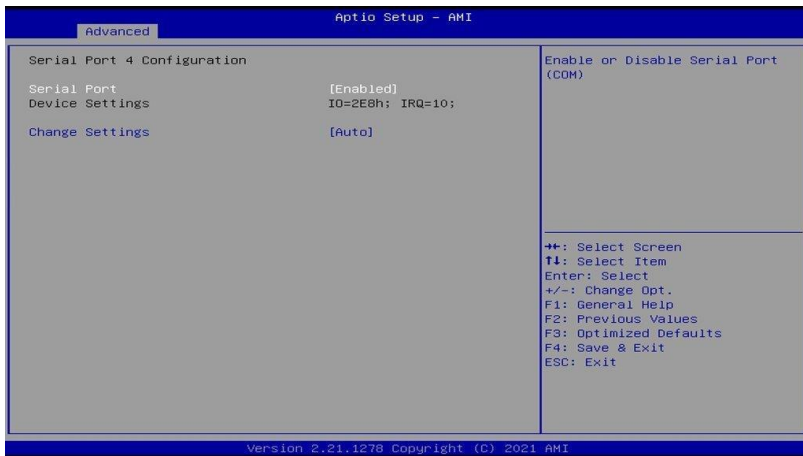 Aptio Setup – AMI
Advanced
Serial Port 4 Configuration
Serial Port [Enabled]
Device Settings IO=2E8h; IRQ=10;
Change Settings [Auto]
Enable or Disable Serial Port
(COM)
→←: Select Screen
↑↓: Select Item
Enter: Select
+/-: Change Opt.
F1: General Help
F2: Previous Values
F3: Optimized Defaults
F4: Save & Exit
ESC: Exit
Version 2.21.1278 Copyright (C) 2021 AMI